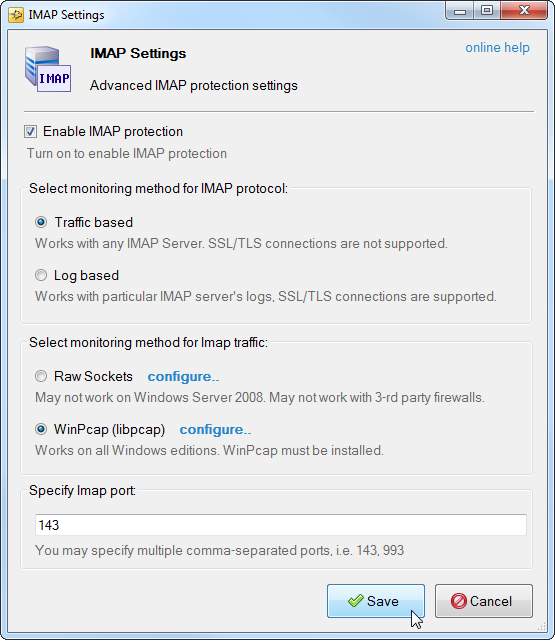 IMAP Settings
IMAP Settings
online help
IMAP
Advanced IMAP protection settings
Enable IMAP protection
Turn on to enable IMAP protection
Select monitoring method for IMAP protocol:
Traffic based
Works with any IMAP Server. SSL/TLS connections are not supported.
Log based
Works with particular IMAP server's logs, SSL/TLS connections are supported.
Select monitoring method for Imap traffic:
Raw Sockets configure..
May not work on Windows Server 2008. May not work with 3-rd party firewalls.
WinPcap (libpcap) configure..
Works on all Windows editions. WinPcap must be installed.
Specify Imap port:
143
You may specify multiple comma-separated ports, i.e. 143, 993
Save Cancel